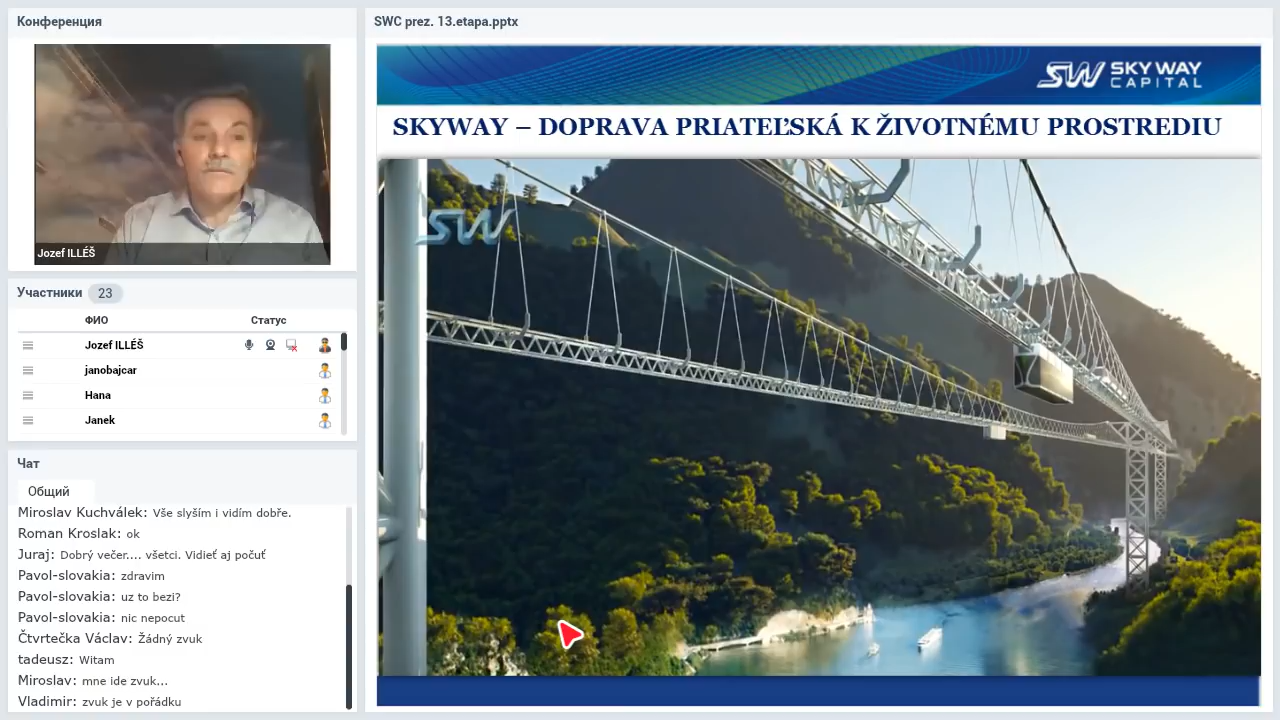 Конференция
Jozef ILLÉŠ
Участники 23
ФИО Статус
Jozef ILLÉŠ
janobajcar
Hana
Janek
Чат
Общий
Miroslav Kuchválek: Vše slyším i vidím dobře.
Roman Kroslak: ok
Juraj: Dobrý večer.... všetci. Vidieť aj počuť
Pavol-slovakia: zdravim
Pavol-slovakia: uz to bezi?
Pavol-slovakia: nic nepocut
Čtvrtečka Václav: Žádný zvuk
tadeusz: Witam
Miroslav: mne ide zvuk...
Vladimir: zvuk je v pořádku
SWC prez. 13.etapa.pptx
SW SKY WAY
CAPITAL
SKYWAY – DOPRAVA PRIATEĽSKÁ K ŽIVOTNÉMU PROSTREDIU
SW